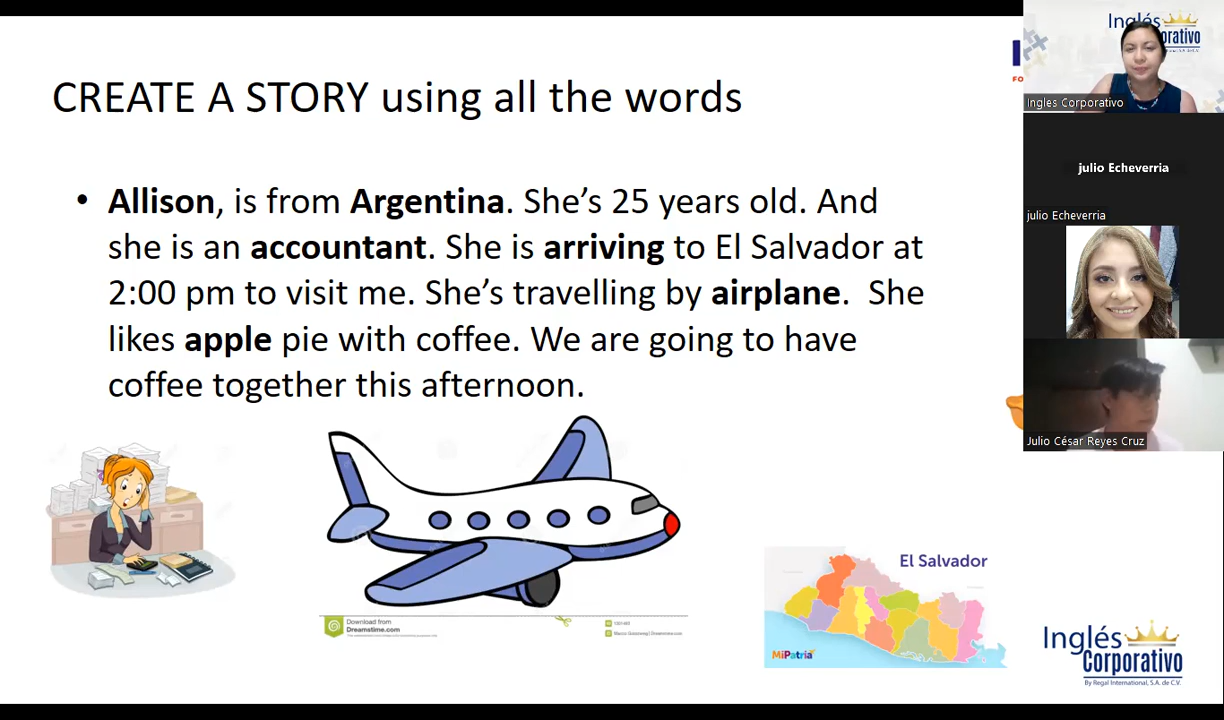 CREATE A STORY using all the words
• Allison, is from Argentina. She’s 25 years old. And
she is an accountant. She is arriving to El Salvador at
2:00 pm to visit me. She’s travelling by airplane.  She
likes apple pie with coffee. We are going to have
coffee together this afternoon.
Download from
Dreamstime.com
El Salvador
MiPatria
Inglés
Corporativo
By Regal International, S.A. de C.V.
Inglés
orativo
Ingles Corporativo
julio Echeverria
julio Echeverria
Julio César Reyes Cruz